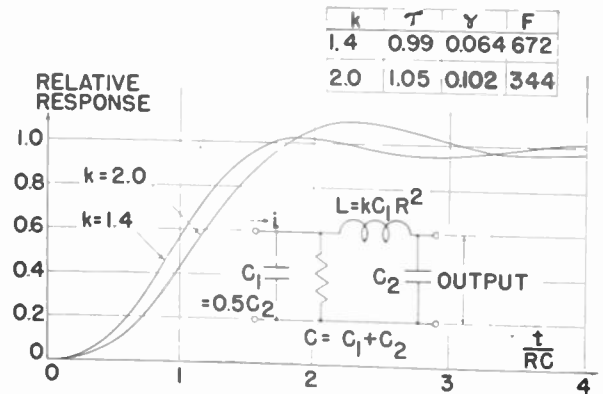 k τ γ F
1.4 0.99 0.064 672
2.0 1.05 0.102 344
RELATIVE
RESPONSE
1.0
0.8
0.6
0.4
0.2
0
k = 2.0
k = 1.4
i
L = kC₁R²
C₁
= 0.5C₂
C₂
OUTPUT
C = C₁ + C₂
t
RC
0 1 2 3 4